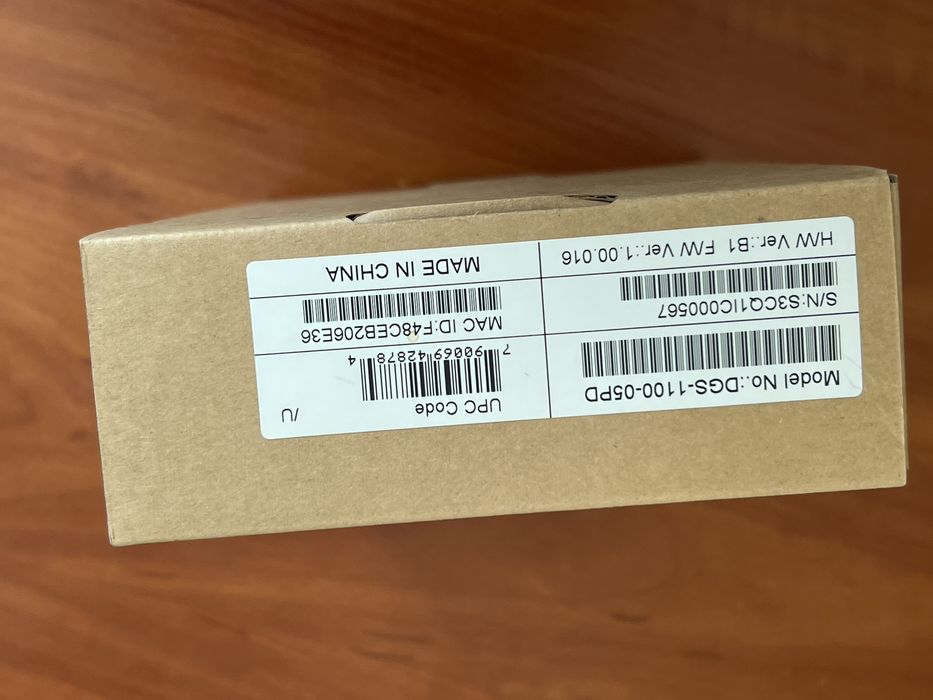 Model No.:DGS-1100-05PD
S/N:S3CQ1IC000567
H/W Ver.:B1 F/W Ver.:1.00.016
UPC Code
/U
7 90069 42878 4
MAC ID:F48CEB206E36
MADE IN CHINA